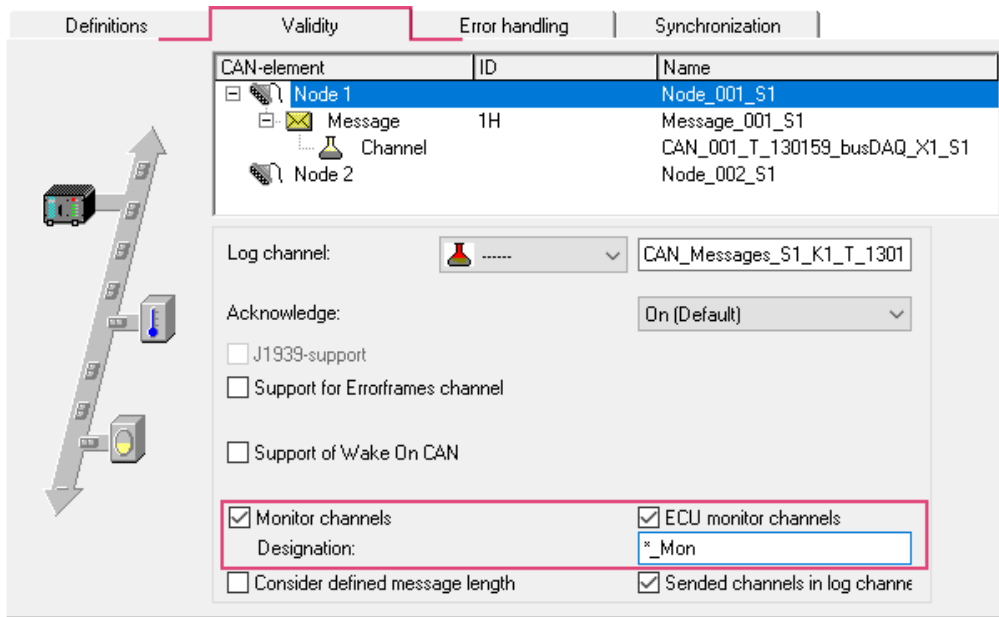 Definitions Validity Error handling Synchronization
CAN-element ID Name
Node 1 Node_001_S1
Message 1H Message_001_S1
Channel CAN_001_T_130159_busDAQ_X1_S1
Node 2 Node_002_S1
Log channel: ------ CAN_Messages_S1_K1_T_1301
Acknowledge: On (Default)
J1939-support
Support for Errorframes channel
Support of Wake On CAN
Monitor channels ECU monitor channels
Designation: *_Mon
Consider defined message length Sended channels in log channe